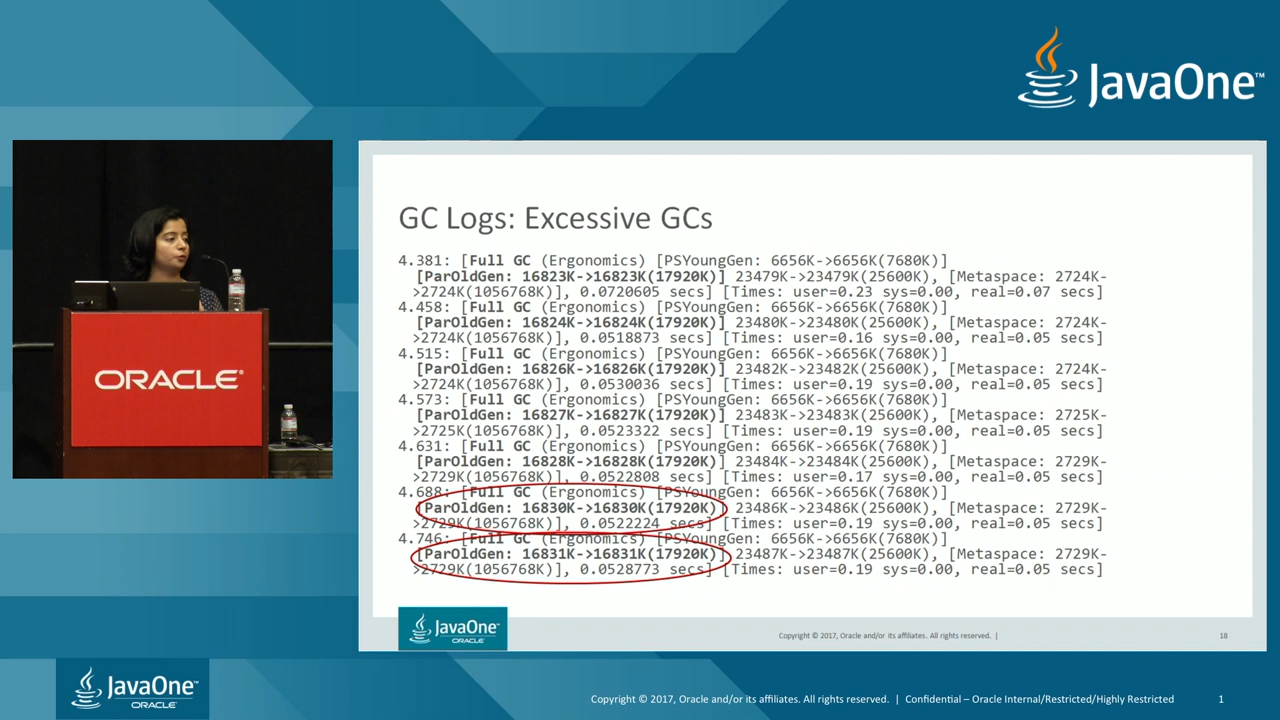 JavaOne™
ORACLE®
GC Logs: Excessive GCs
4.381: [Full GC (Ergonomics) [PSYoungGen: 6656K->6656K(7680K)]
[ParOldGen: 16823K->16823K(17920K)] 23479K->23479K(25600K), [Metaspace: 2724K-
>2724K(1056768K)], 0.0720605 secs] [Times: user=0.23 sys=0.00, real=0.07 secs]
4.458: [Full GC (Ergonomics) [PSYoungGen: 6656K->6656K(7680K)]
[ParOldGen: 16824K->16824K(17920K)] 23480K->23480K(25600K), [Metaspace: 2724K-
>2724K(1056768K)], 0.0518873 secs] [Times: user=0.16 sys=0.00, real=0.05 secs]
4.515: [Full GC (Ergonomics) [PSYoungGen: 6656K->6656K(7680K)]
[ParOldGen: 16826K->16826K(17920K)] 23482K->23482K(25600K), [Metaspace: 2724K-
>2724K(1056768K)], 0.0530036 secs] [Times: user=0.19 sys=0.00, real=0.05 secs]
4.573: [Full GC (Ergonomics) [PSYoungGen: 6656K->6656K(7680K)]
[ParOldGen: 16827K->16827K(17920K)] 23483K->23483K(25600K), [Metaspace: 2725K-
>2725K(1056768K)], 0.0523322 secs] [Times: user=0.19 sys=0.00, real=0.05 secs]
4.631: [Full GC (Ergonomics) [PSYoungGen: 6656K->6656K(7680K)]
[ParOldGen: 16828K->16828K(17920K)] 23484K->23484K(25600K), [Metaspace: 2729K-
>2729K(1056768K)], 0.0522808 secs] [Times: user=0.17 sys=0.00, real=0.05 secs]
4.688: [Full GC (Ergonomics) [PSYoungGen: 6656K->6656K(7680K)]
[ParOldGen: 16830K->16830K(17920K)] 23486K->23486K(25600K), [Metaspace: 2729K-
>2729K(1056768K)], 0.0522224 secs] [Times: user=0.19 sys=0.00, real=0.05 secs]
4.746: [Full GC (Ergonomics) [PSYoungGen: 6656K->6656K(7680K)]
[ParOldGen: 16831K->16831K(17920K)] 23487K->23487K(25600K), [Metaspace: 2729K-
>2729K(1056768K)], 0.0528773 secs] [Times: user=0.19 sys=0.00, real=0.05 secs]
JavaOne™
ORACLE
Copyright © 2017, Oracle and/or its affiliates. All rights reserved. |
18
JavaOne™
ORACLE
Copyright © 2017, Oracle and/or its affiliates. All rights reserved. | Confidential – Oracle Internal/Restricted/Highly Restricted
1